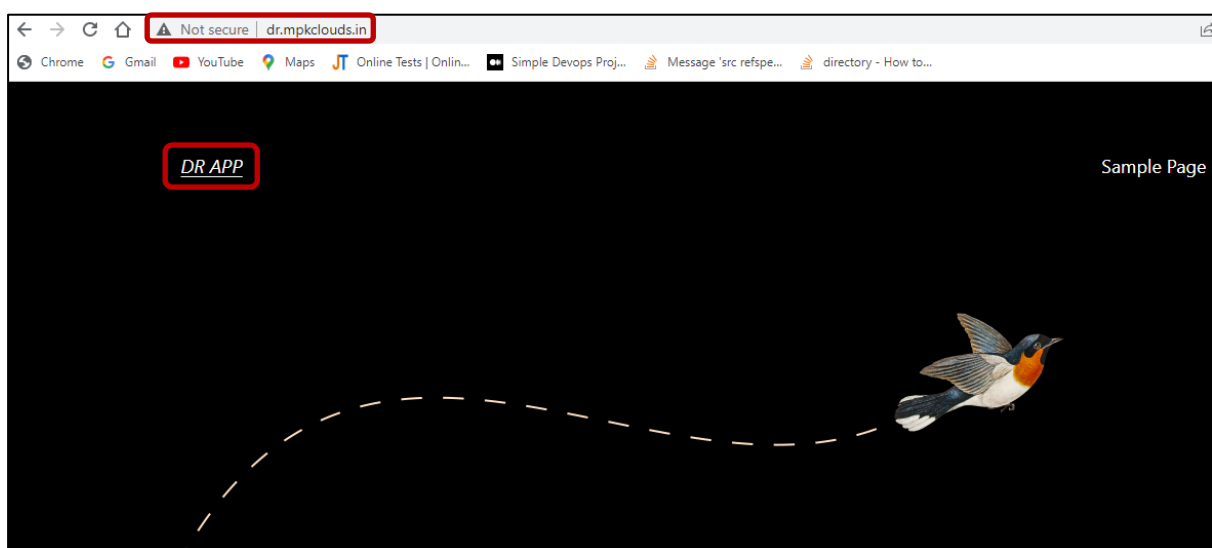 Not secure dr.mpkclouds.in
Chrome Gmail YouTube Maps Online Tests | Onlin... Simple Devops Proj... Message 'src refspe... directory - How to...
DR APP Sample Page